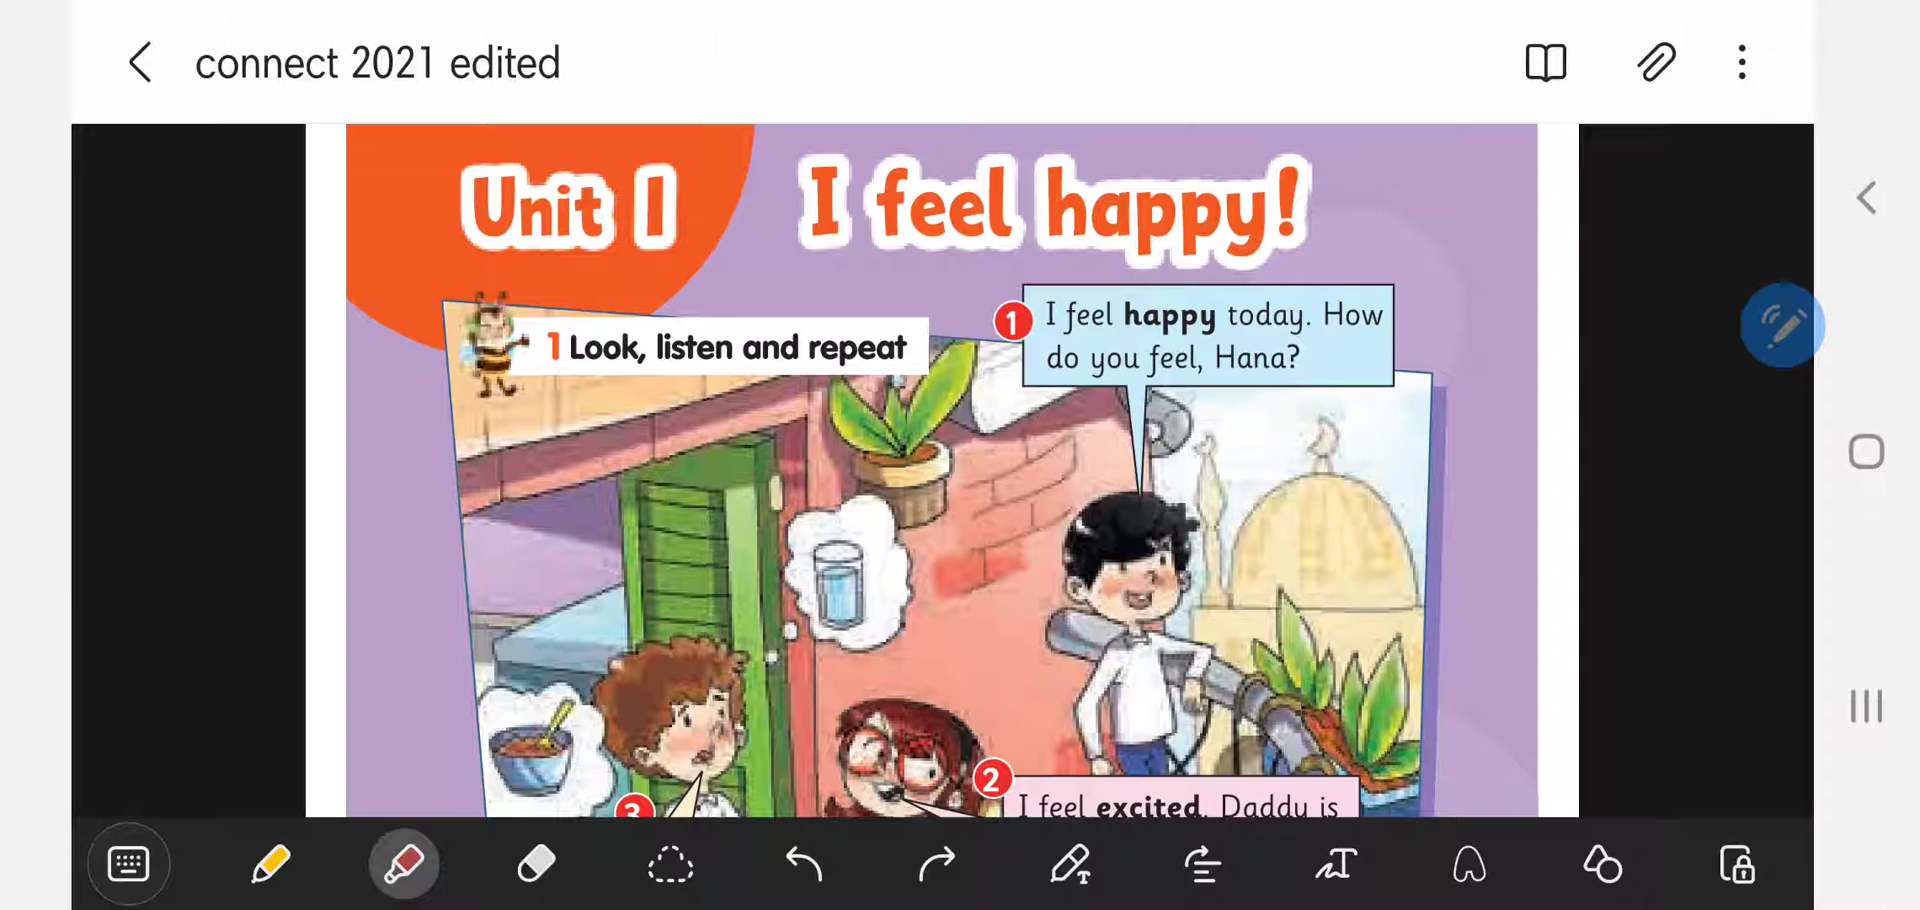 connect 2021 edited
Unit 1 I feel happy!
1 Look, listen and repeat
1 I feel happy today. How
do you feel, Hana?
2 I feel excited. Daddy is
3